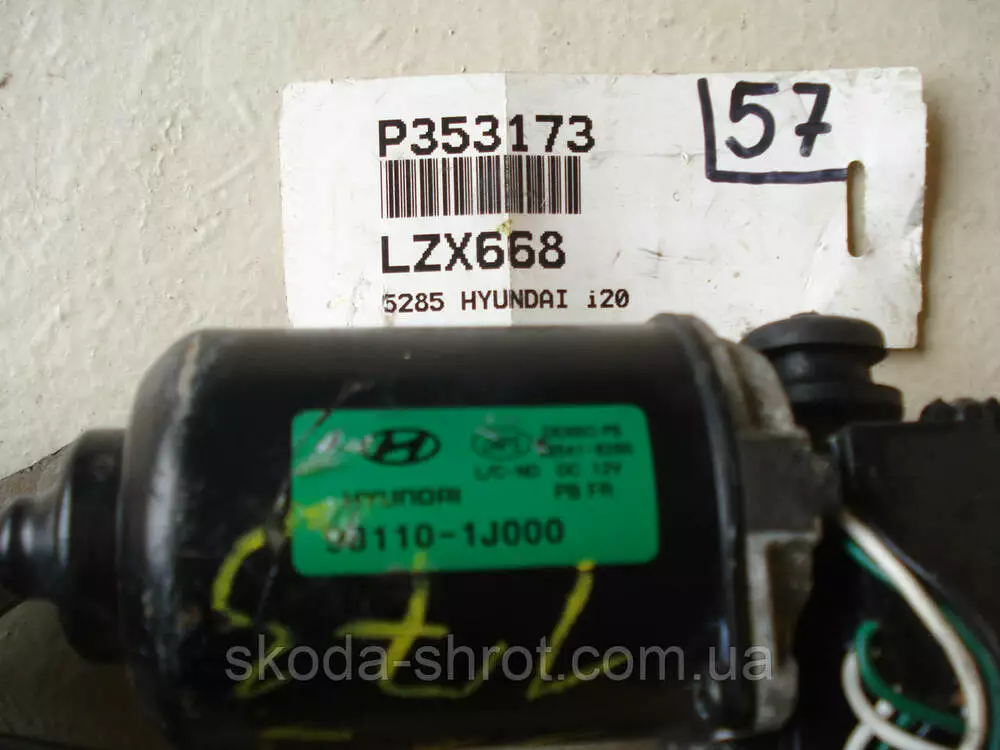 P353173
57
LZX668
5285 HYUNDAI i20
HYUNDAI
DC 12V
98110-1J000
skoda-shrot.com.ua